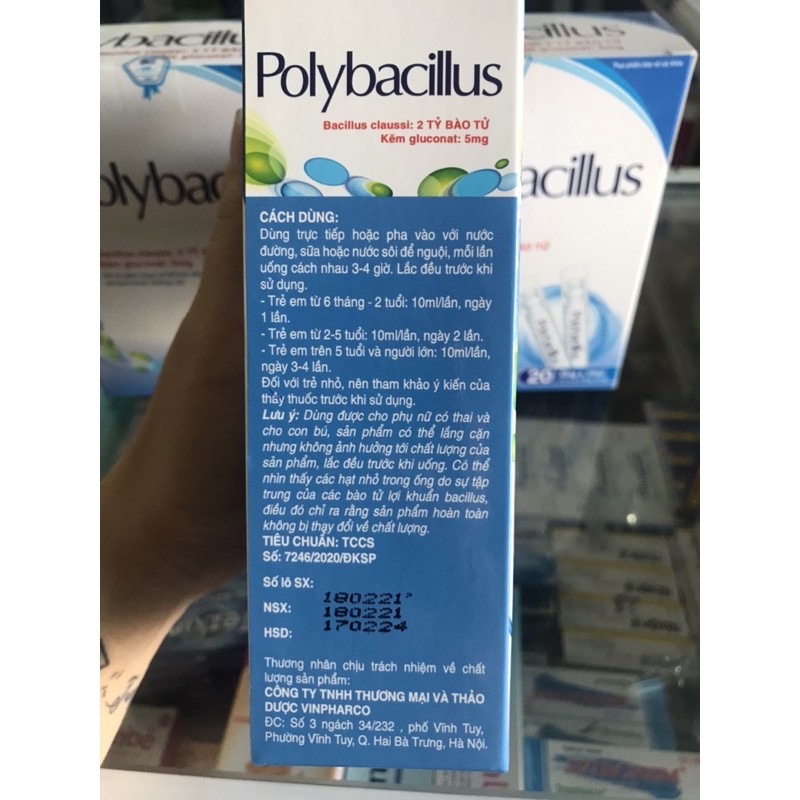 Polybacillus
Bacillus claussi: 2 TỶ BÀO TỬ
Kẽm gluconat: 5mg
CÁCH DÙNG:
Dùng trực tiếp hoặc pha vào với nước
đường, sữa hoặc nước sôi để nguội, mỗi lần
uống cách nhau 3-4 giờ. Lắc đều trước khi
sử dụng.
- Trẻ em từ 6 tháng - 2 tuổi: 10ml/lần, ngày
1 lần.
- Trẻ em từ 2-5 tuổi: 10ml/lần, ngày 2 lần.
- Trẻ em trên 5 tuổi và người lớn: 10ml/lần,
ngày 3-4 lần.
Đối với trẻ nhỏ, nên tham khảo ý kiến của
thầy thuốc trước khi sử dụng.
Lưu ý: Dùng được cho phụ nữ có thai và
cho con bú, sản phẩm có thể lắng cặn
nhưng không ảnh hưởng tới chất lượng của
sản phẩm, lắc đều trước khi uống. Có thể
nhìn thấy các hạt nhỏ trong ống do sự tập
trung của các bào tử lợi khuẩn bacillus,
điều đó chỉ ra rằng sản phẩm hoàn toàn
không bị thay đổi về chất lượng.
TIÊU CHUẨN: TCCS
Số: 7246/2020/ĐKSP
Số lô SX: 180221
NSX: 180221
HSD: 170224
Thương nhân chịu trách nhiệm về chất
lượng sản phẩm:
CÔNG TY TNHH THƯƠNG MẠI VÀ THẢO
DƯỢC VINPHARCO
ĐC: Số 3 ngách 34/232 , phố Vĩnh Tuy,
Phường Vĩnh Tuy, Q. Hai Bà Trưng, Hà Nội.
ybacillus
olybac
acillus
20